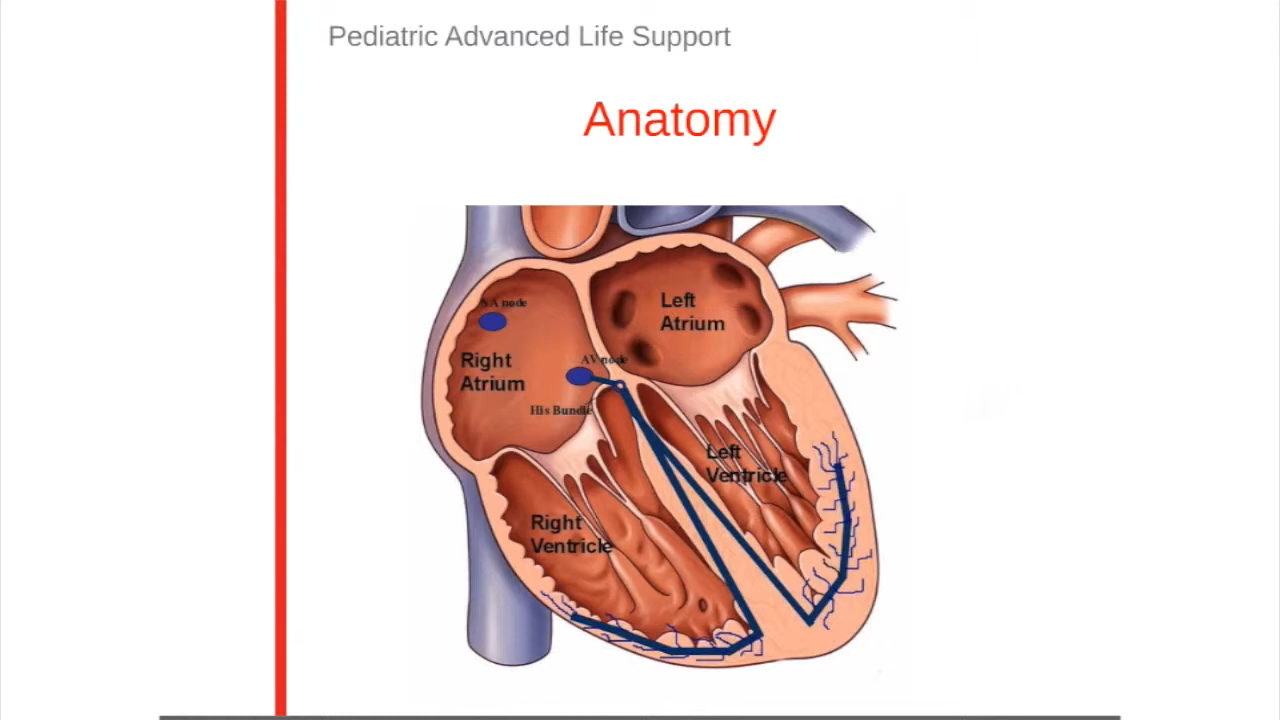 Pediatric Advanced Life Support
Anatomy
SA node
Left
Atrium
Right
Atrium
AV node
His Bundle
Left
Ventricle
Right
Ventricle